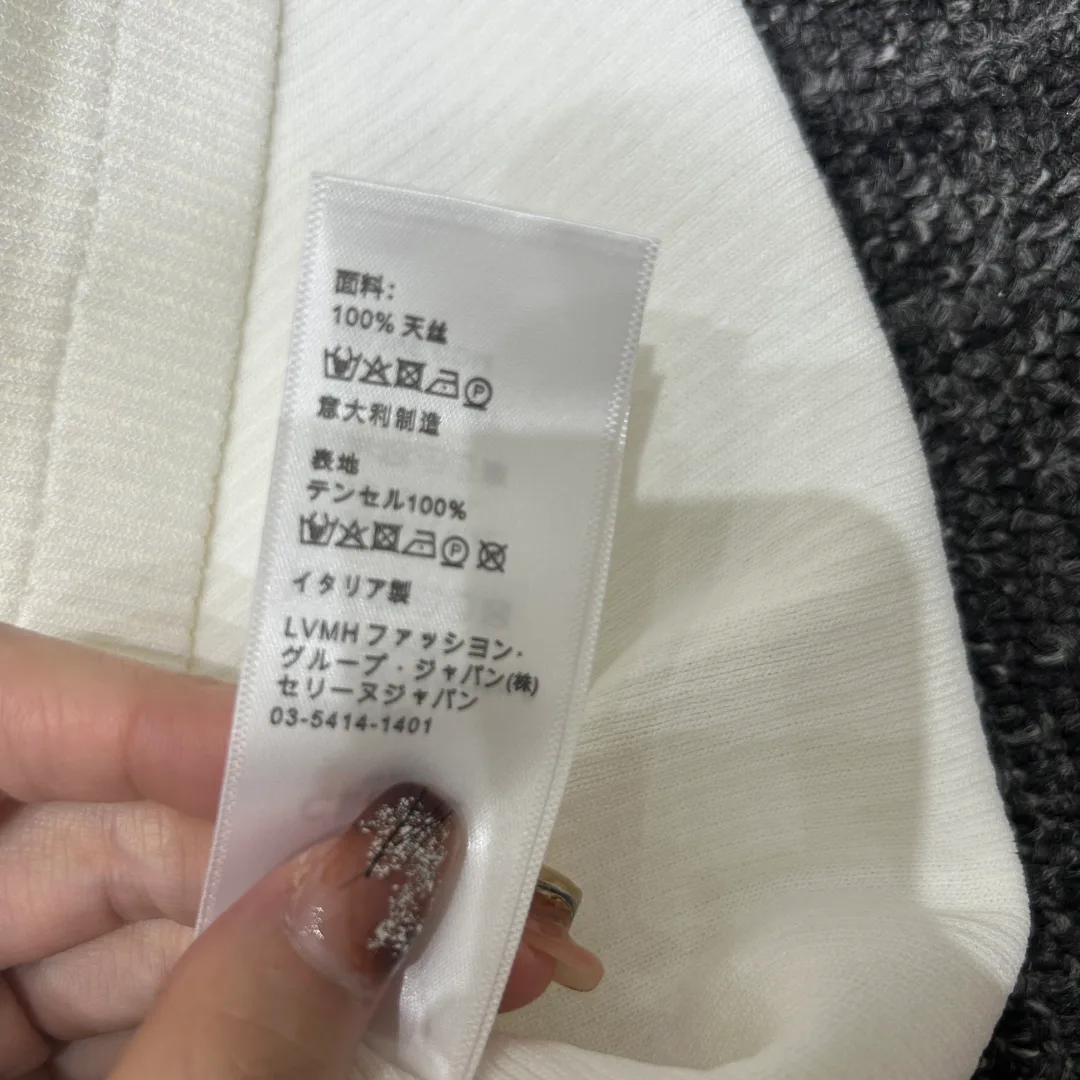 面料:
100% 天丝
P
意大利制造
表地
テンセル100%
P
イタリア製
LVMHファッシヨン・
グループ・ジャパン(株)
セリーヌジャパン
03-5414-1401